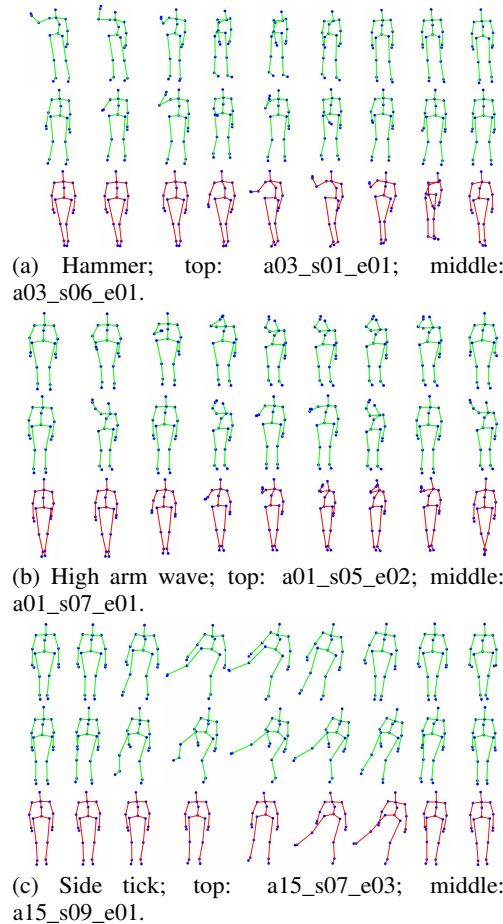 (a) Hammer; top: a03_s01_e01; middle:
a03_s06_e01.
(b) High arm wave; top: a01_s05_e02; middle:
a01_s07_e01.
(c) Side tick; top: a15_s07_e03; middle:
a15_s09_e01.